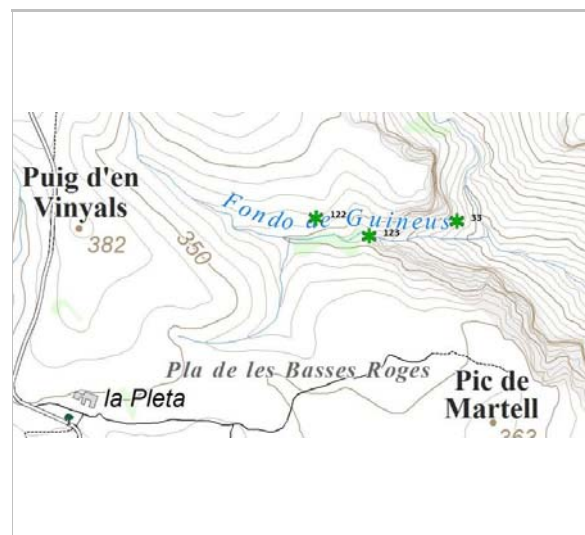 Puig d'en
Vinyals
382
350
Fondo de Guineus
122
123
33
Pla de les Basses Roges
la Pleta
Pic de
Martell
362